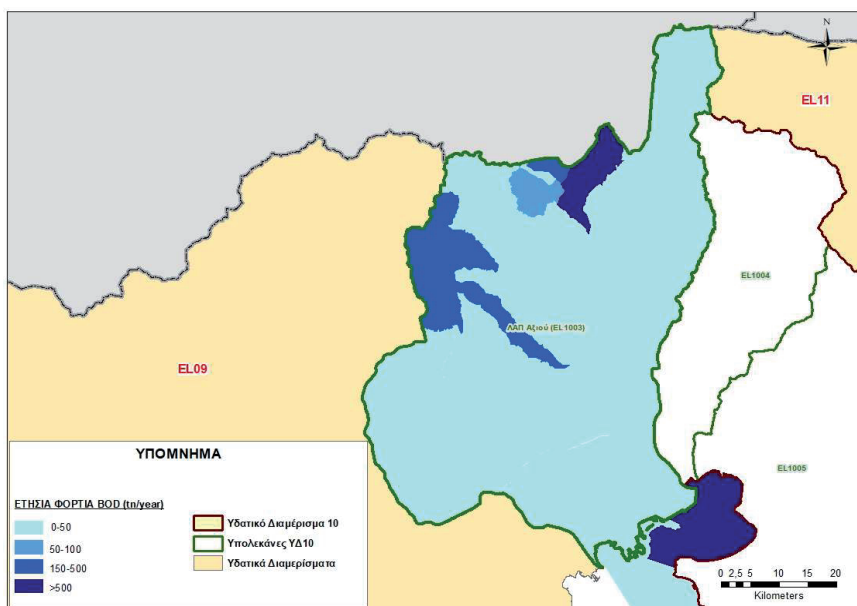 N
EL11
EL1004
ΛΑΠ Αξιού (EL1003)
EL09
EL1005
ΥΠΟΜΝΗΜΑ
ΕΤΗΣΙΑ ΦΟΡΤΙΑ BOD (tn/year)
0-50
50-100
150-500
>500
Υδατικό Διαμέρισμα 10
Υπολεκάνες ΥΔ10
Υδατικά Διαμερίσματα
0 2,5 5 10 15 20
Kilometers